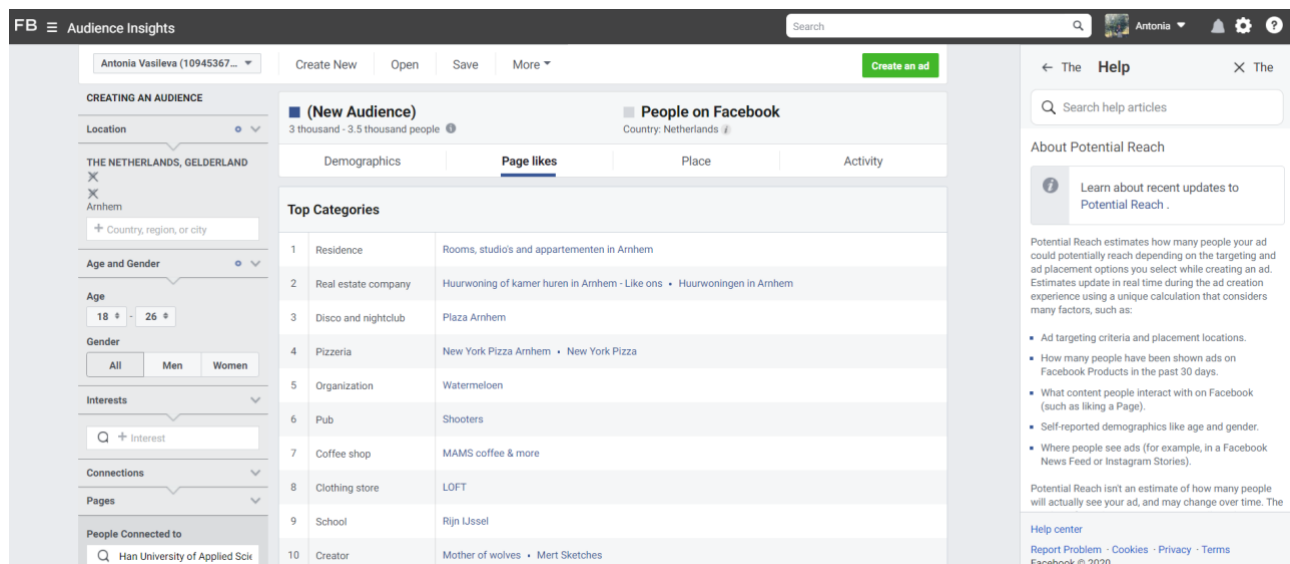 FB Audience Insights
Search
Antonia
Antonia Vasileva (10945367...
Create New Open Save More
Create an ad
CREATING AN AUDIENCE
Location
THE NETHERLANDS, GELDERLAND
Arnhem
+ Country, region, or city
Age and Gender
Age
18 - 26
Gender
All Men Women
Interests
+ Interest
Connections
Pages
People Connected to
Han University of Applied Scie
(New Audience)
3 thousand - 3.5 thousand people
People on Facebook
Country: Netherlands
Demographics Page likes Place Activity
Top Categories
1 Residence Rooms, studio's and appartementen in Arnhem
2 Real estate company Huurwoning of kamer huren in Arnhem - Like ons • Huurwoningen in Arnhem
3 Disco and nightclub Plaza Arnhem
4 Pizzeria New York Pizza Arnhem • New York Pizza
5 Organization Watermeloen
6 Pub Shooters
7 Coffee shop MAMS coffee & more
8 Clothing store LOFT
9 School Rijn IJssel
10 Creator Mother of wolves • Mert Sketches
← The Help X The
Search help articles
About Potential Reach
Learn about recent updates to
Potential Reach .
Potential Reach estimates how many people your ad
could potentially reach depending on the targeting and
ad placement options you select while creating an ad.
Estimates update in real time during the ad creation
experience using a unique calculation that considers
many factors, such as:
Ad targeting criteria and placement locations.
How many people have been shown ads on
Facebook Products in the past 30 days.
What content people interact with on Facebook
(such as liking a Page).
Self-reported demographics like age and gender.
Where people see ads (for example, in a Facebook
News Feed or Instagram Stories).
Potential Reach isn't an estimate of how many people
will actually see your ad, and may change over time. The
Help center
Report Problem · Cookies · Privacy · Terms
Facebook © 2020